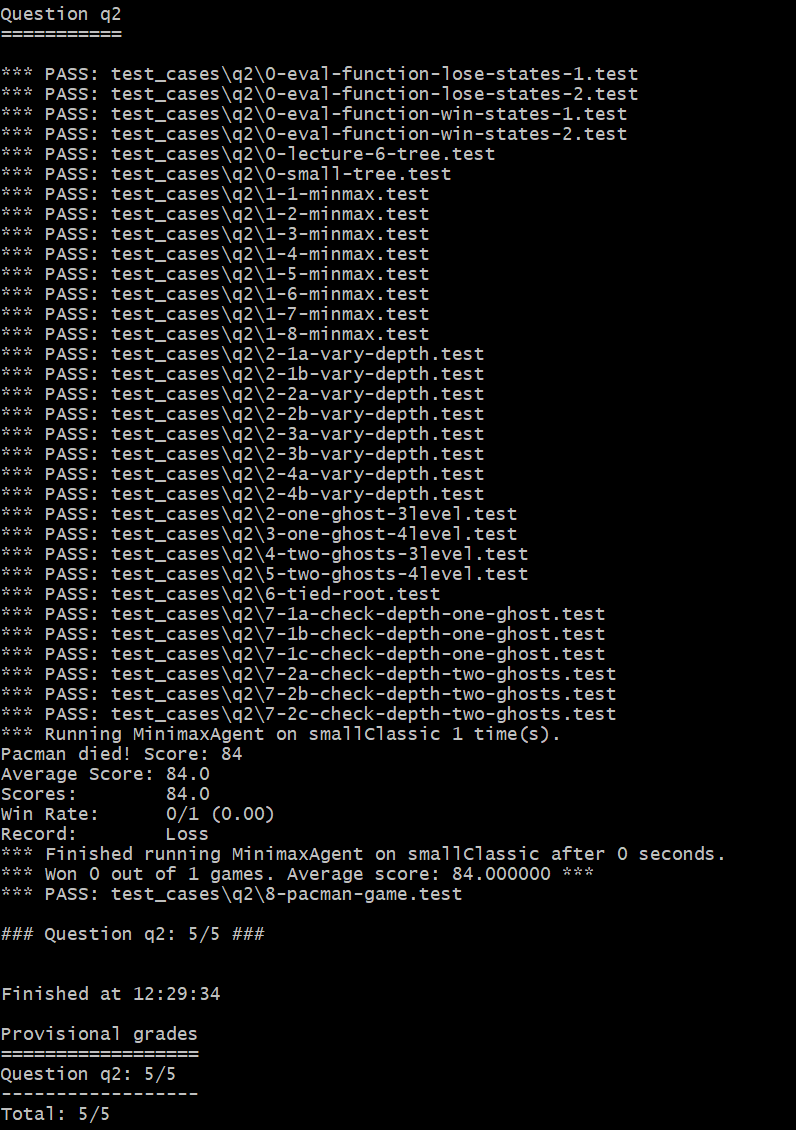 Question q2
===========
*** PASS: test_cases\q2\0-eval-function-lose-states-1.test
*** PASS: test_cases\q2\0-eval-function-lose-states-2.test
*** PASS: test_cases\q2\0-eval-function-win-states-1.test
*** PASS: test_cases\q2\0-eval-function-win-states-2.test
*** PASS: test_cases\q2\0-lecture-6-tree.test
*** PASS: test_cases\q2\0-small-tree.test
*** PASS: test_cases\q2\1-1-minmax.test
*** PASS: test_cases\q2\1-2-minmax.test
*** PASS: test_cases\q2\1-3-minmax.test
*** PASS: test_cases\q2\1-4-minmax.test
*** PASS: test_cases\q2\1-5-minmax.test
*** PASS: test_cases\q2\1-6-minmax.test
*** PASS: test_cases\q2\1-7-minmax.test
*** PASS: test_cases\q2\1-8-minmax.test
*** PASS: test_cases\q2\2-1a-vary-depth.test
*** PASS: test_cases\q2\2-1b-vary-depth.test
*** PASS: test_cases\q2\2-2a-vary-depth.test
*** PASS: test_cases\q2\2-2b-vary-depth.test
*** PASS: test_cases\q2\2-3a-vary-depth.test
*** PASS: test_cases\q2\2-3b-vary-depth.test
*** PASS: test_cases\q2\2-4a-vary-depth.test
*** PASS: test_cases\q2\2-4b-vary-depth.test
*** PASS: test_cases\q2\2-one-ghost-3level.test
*** PASS: test_cases\q2\3-one-ghost-4level.test
*** PASS: test_cases\q2\4-two-ghosts-3level.test
*** PASS: test_cases\q2\5-two-ghosts-4level.test
*** PASS: test_cases\q2\6-tied-root.test
*** PASS: test_cases\q2\7-1a-check-depth-one-ghost.test
*** PASS: test_cases\q2\7-1b-check-depth-one-ghost.test
*** PASS: test_cases\q2\7-1c-check-depth-one-ghost.test
*** PASS: test_cases\q2\7-2a-check-depth-two-ghosts.test
*** PASS: test_cases\q2\7-2b-check-depth-two-ghosts.test
*** PASS: test_cases\q2\7-2c-check-depth-two-ghosts.test
*** Running MinimaxAgent on smallClassic 1 time(s).
Pacman died! Score: 84
Average Score: 84.0
Scores:        84.0
Win Rate:      0/1 (0.00)
Record:        Loss
*** Finished running MinimaxAgent on smallClassic after 0 seconds.
*** Won 0 out of 1 games. Average score: 84.000000 ***
*** PASS: test_cases\q2\8-pacman-game.test
### Question q2: 5/5 ###
Finished at 12:29:34
Provisional grades
==================
Question q2: 5/5
------------------
Total: 5/5